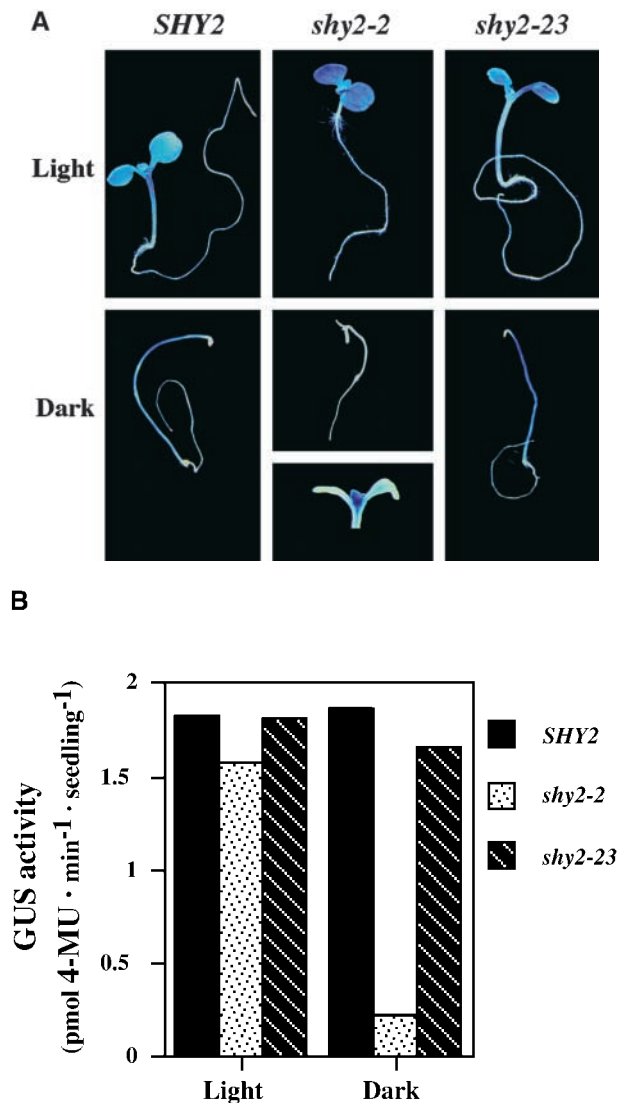 A
SHY2 shy2-2 shy2-23
Light
Dark
B
GUS activity
(pmol 4-MU · min-1 · seedling-1)
2
1.5
1
0.5
0
Light Dark
SHY2
shy2-2
shy2-23